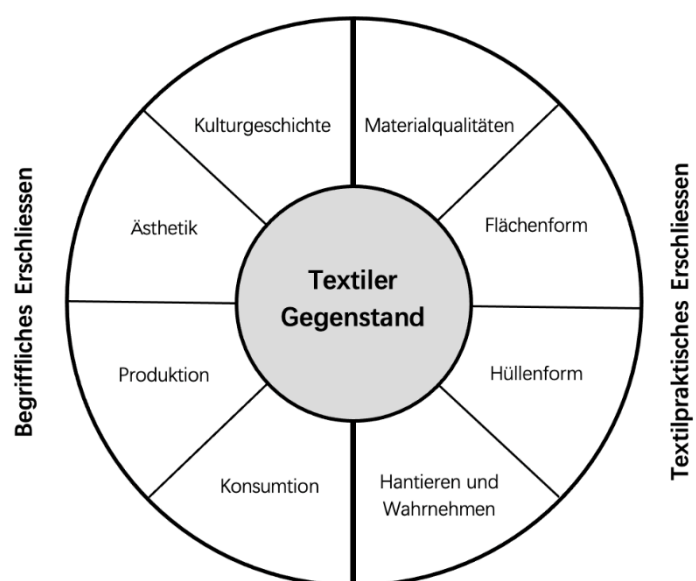 Kulturgeschichte
Materialqualitäten
Ästhetik
Flächenform
Textiler
Gegenstand
Produktion
Hüllenform
Konsumtion
Hantieren und
Wahrnehmen
Begriffliches Erschliessen
Textilpraktisches Erschliessen